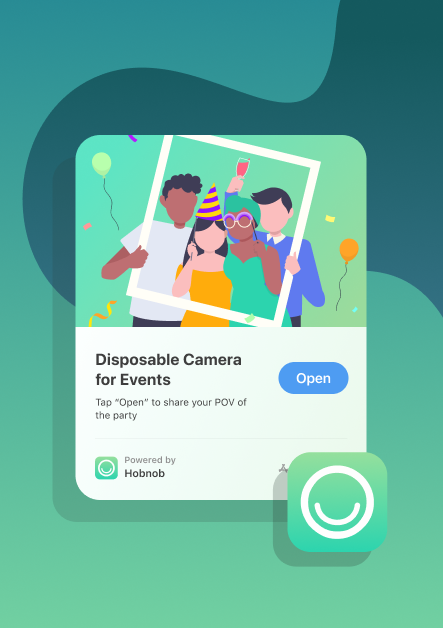 Disposable Camera
for Events
Open
Tap “Open” to share your POV of
the party
Powered by
Hobnob